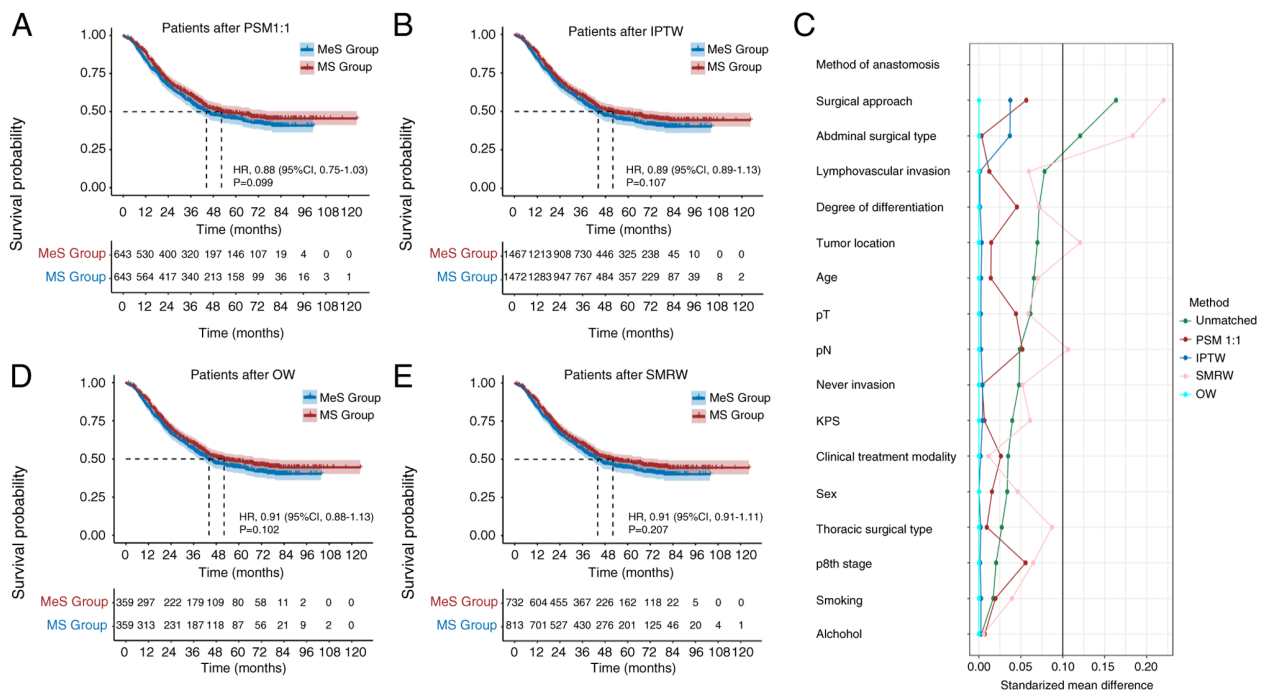 A
Patients after PSM1:1
1.00
0.75
0.50
0.25
0.00
Survival probability
MeS Group
MS Group
HR, 0.88 (95%CI, 0.75-1.03)
P=0.099
0 12 24 36 48 60 72 84 96 108 120
Time (months)
MeS Group 643 530 400 320 197 146 107 19 4 0 0
MS Group 643 564 417 340 213 158 99 36 16 3 1
0 12 24 36 48 60 72 84 96 108 120
Time (months)
B
Patients after IPTW
1.00
0.75
0.50
0.25
0.00
Survival probability
MeS Group
MS Group
HR, 0.89 (95%CI, 0.89-1.13)
P=0.107
0 12 24 36 48 60 72 84 96 108 120
Time (months)
MeS Group 1467 1213 908 730 446 325 238 45 10 0 0
MS Group 1472 1283 947 767 484 357 229 87 39 8 2
0 12 24 36 48 60 72 84 96 108 120
Time (months)
C
Method of anastomosis
Surgical approach
Abdminal surgical type
Lymphovascular invasion
Degree of differentiation
Tumor location
Age
pT
pN
Never invasion
KPS
Clinical treatment modality
Sex
Thoracic surgical type
p8th stage
Smoking
Alchohol
0.00 0.05 0.10 0.15 0.20
Standarized mean difference
Method
Unmatched
PSM 1:1
IPTW
SMRW
OW
D
Patients after OW
1.00
0.75
0.50
0.25
0.00
Survival probability
MeS Group
MS Group
HR, 0.91 (95%CI, 0.88-1.13)
P=0.102
0 12 24 36 48 60 72 84 96 108 120
Time (months)
MeS Group 359 297 222 179 109 80 58 11 2 0 0
MS Group 359 313 231 187 118 87 56 21 9 2 0
0 12 24 36 48 60 72 84 96 108 120
Time (months)
E
Patients after SMRW
1.00
0.75
0.50
0.25
0.00
Survival probability
MeS Group
MS Group
HR, 0.91 (95%CI, 0.91-1.11)
P=0.207
0 12 24 36 48 60 72 84 96 108 120
Time (months)
MeS Group 732 604 455 367 226 162 118 22 5 0 0
MS Group 813 701 527 430 276 201 125 46 20 4 1
0 12 24 36 48 60 72 84 96 108 120
Time (months)